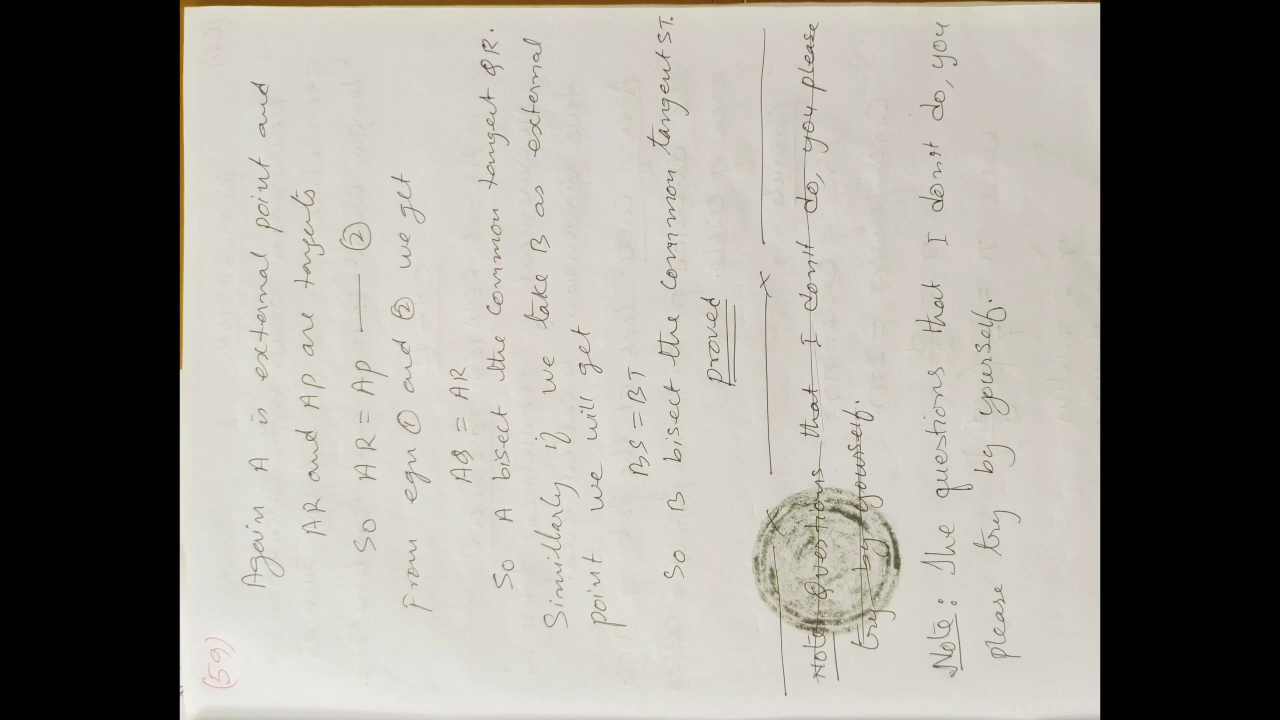 (59)
Again A is external point and
AR and AP are tangents
So AR = AP —— ②
From eqn ① and ② we get
AQ = AR
So A bisect the common tangent QR.
Simillarly if we take B as external
point we will get
BS = BT
So B bisect the common tangent ST.
proved
Note: Questions that I don't do, you please
try by yourself.
Note: The questions that I don't do, you
please try by yourself.